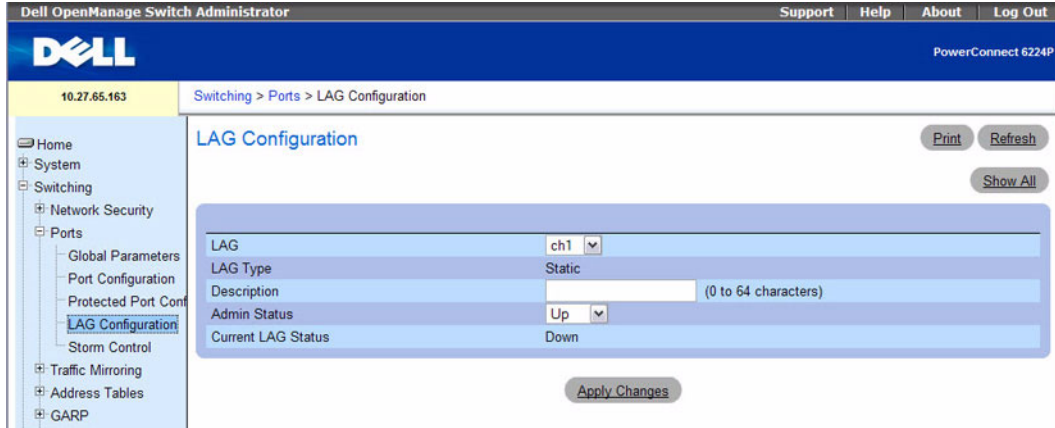 Dell OpenManage Switch Administrator
Support Help About Log Out
DELL
PowerConnect 6224P
10.27.65.163
Switching > Ports > LAG Configuration
Home
System
Switching
Network Security
Ports
Global Parameters
Port Configuration
Protected Port Conf
LAG Configuration
Storm Control
Traffic Mirroring
Address Tables
GARP
LAG Configuration
Print Refresh
Show All
LAG ch1
LAG Type Static
Description (0 to 64 characters)
Admin Status Up
Current LAG Status Down
Apply Changes